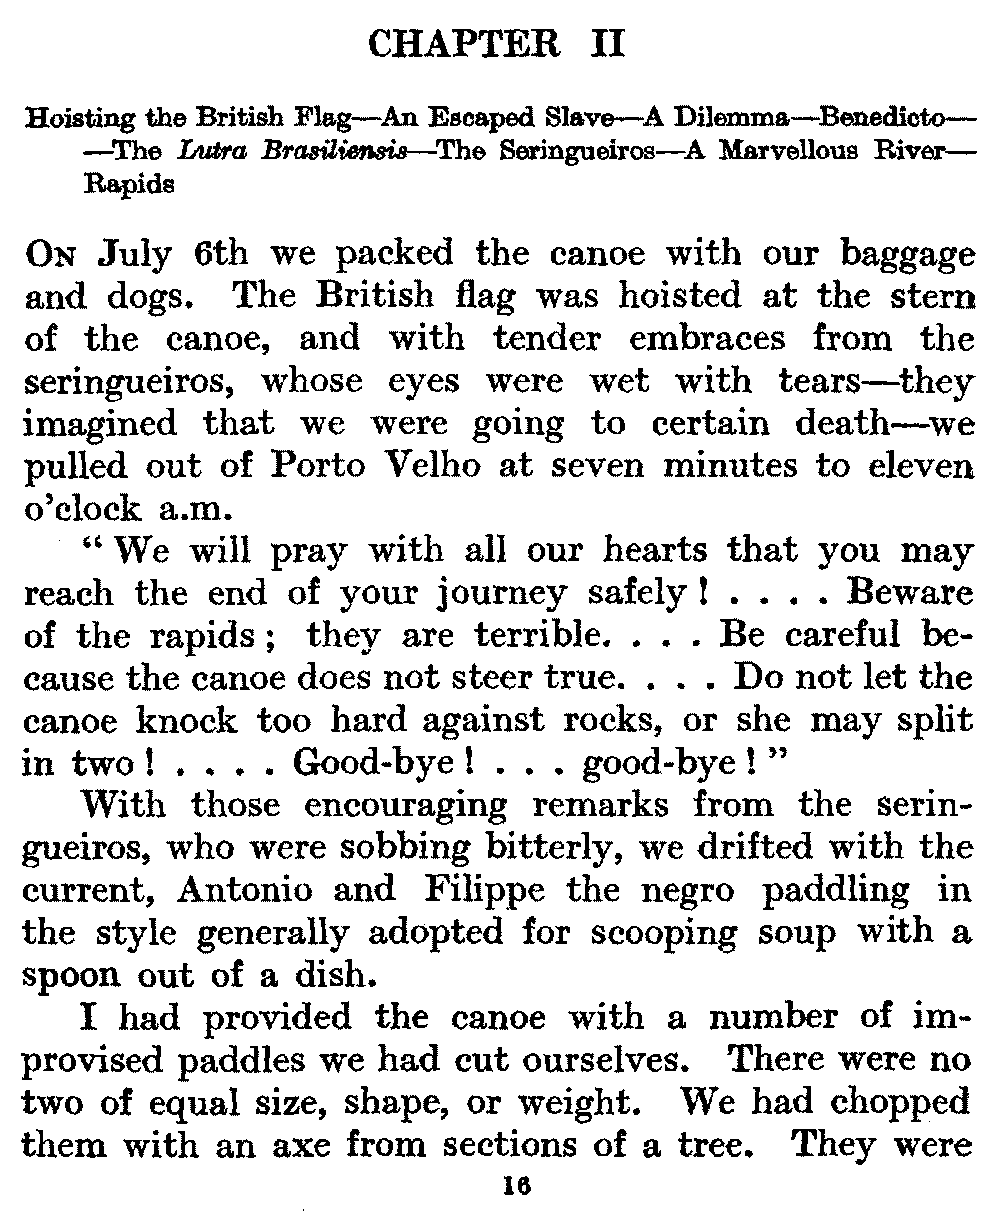 CHAPTER II
Hoisting the British Flag—An Escaped Slave—A Dilemma—Benedicto—
—The Lutra Brasiliensis—The Seringueiros—A Marvellous River—
Rapids
ON July 6th we packed the canoe with our baggage
and dogs. The British flag was hoisted at the stern
of the canoe, and with tender embraces from the
seringueiros, whose eyes were wet with tears—they
imagined that we were going to certain death—we
pulled out of Porto Velho at seven minutes to eleven
o'clock a.m.
“ We will pray with all our hearts that you may
reach the end of your journey safely ! . . . . Beware
of the rapids ; they are terrible. . . . Be careful be-
cause the canoe does not steer true. . . . Do not let the
canoe knock too hard against rocks, or she may split
in two ! . . . . Good-bye ! . . . good-bye ! ”
With those encouraging remarks from the serin-
gueiros, who were sobbing bitterly, we drifted with the
current, Antonio and Filippe the negro paddling in
the style generally adopted for scooping soup with a
spoon out of a dish.
I had provided the canoe with a number of im-
provised paddles we had cut ourselves. There were no
two of equal size, shape, or weight. We had chopped
them with an axe from sections of a tree. They were
16